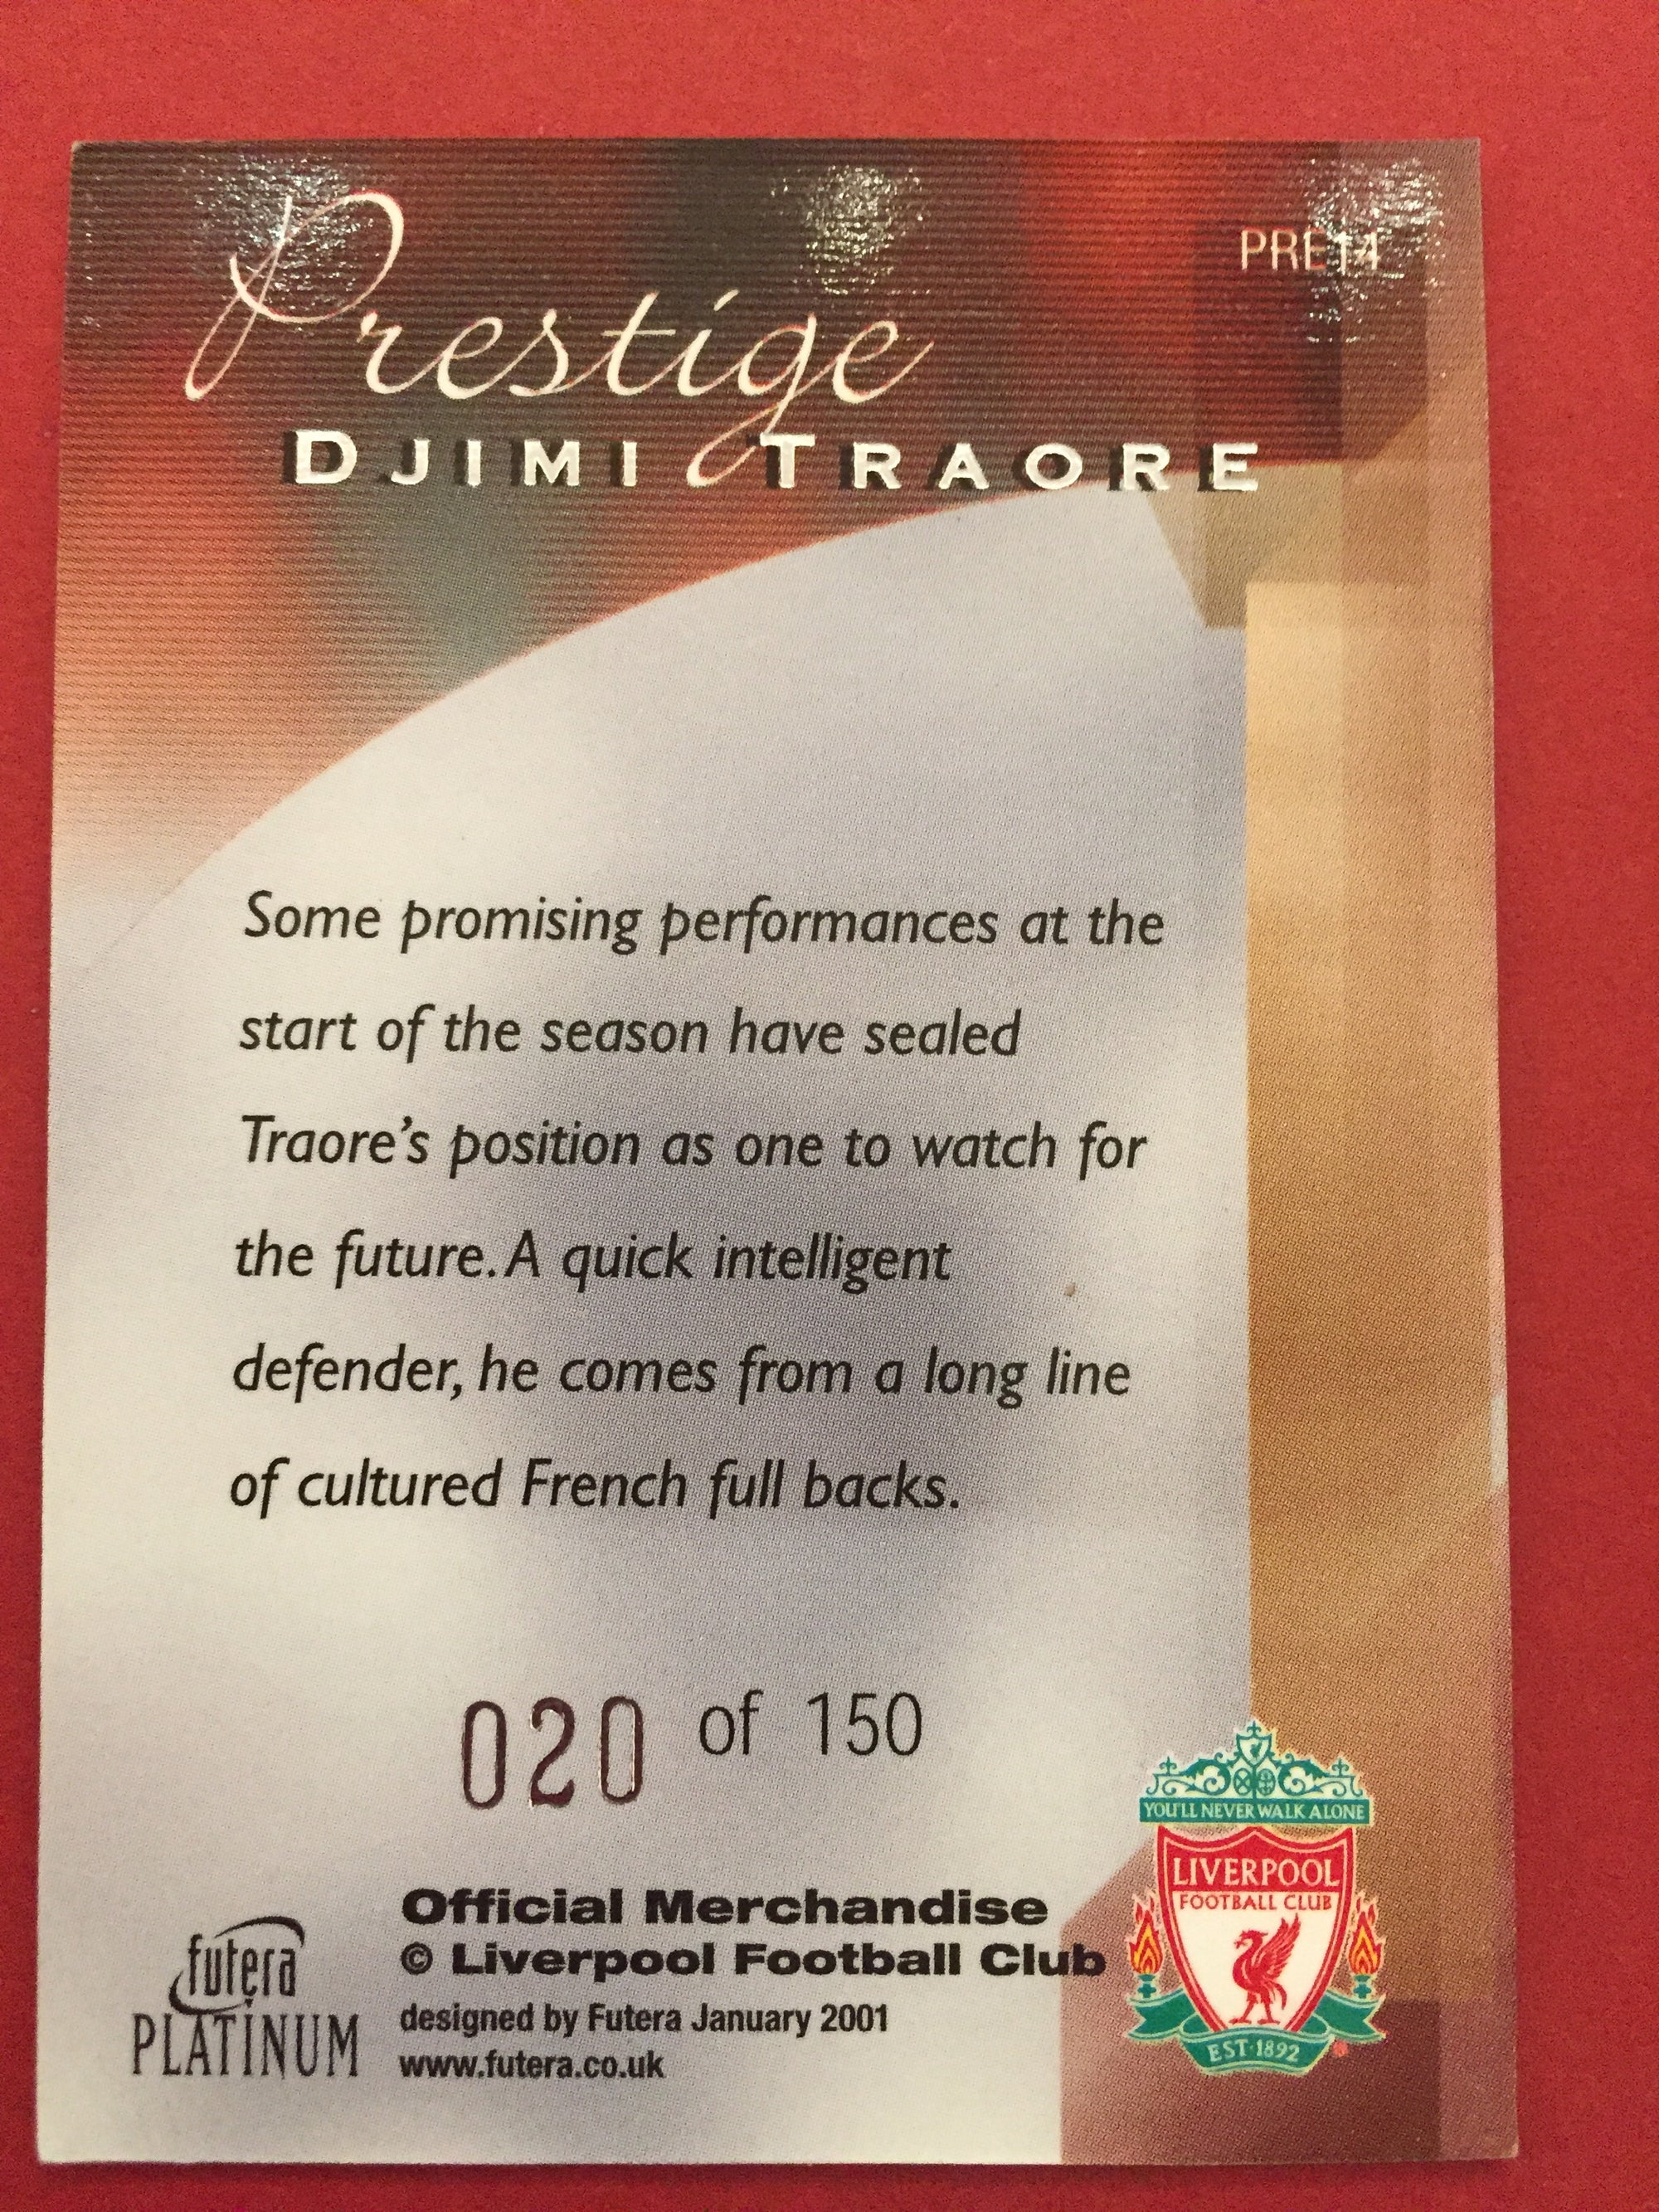 PRE14
Prestige
DJIMI TRAORE
Some promising performances at the
start of the season have sealed
Traore's position as one to watch for
the future. A quick intelligent
defender, he comes from a long line
of cultured French full backs.
020 of 150
YOU'LL NEVER WALK ALONE
LIVERPOOL
FOOTBALL CLUB
EST·1892
Official Merchandise
© Liverpool Football Club
designed by Futera January 2001
www.futera.co.uk
futera
PLATINUM